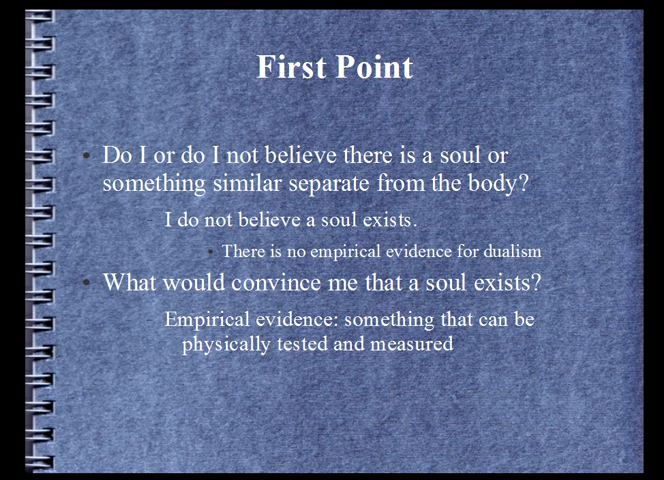 First Point
• Do I or do I not believe there is a soul or
something similar separate from the body?
– I do not believe a soul exists.
• There is no empirical evidence for dualism
• What would convince me that a soul exists?
Empirical evidence: something that can be
physically tested and measured